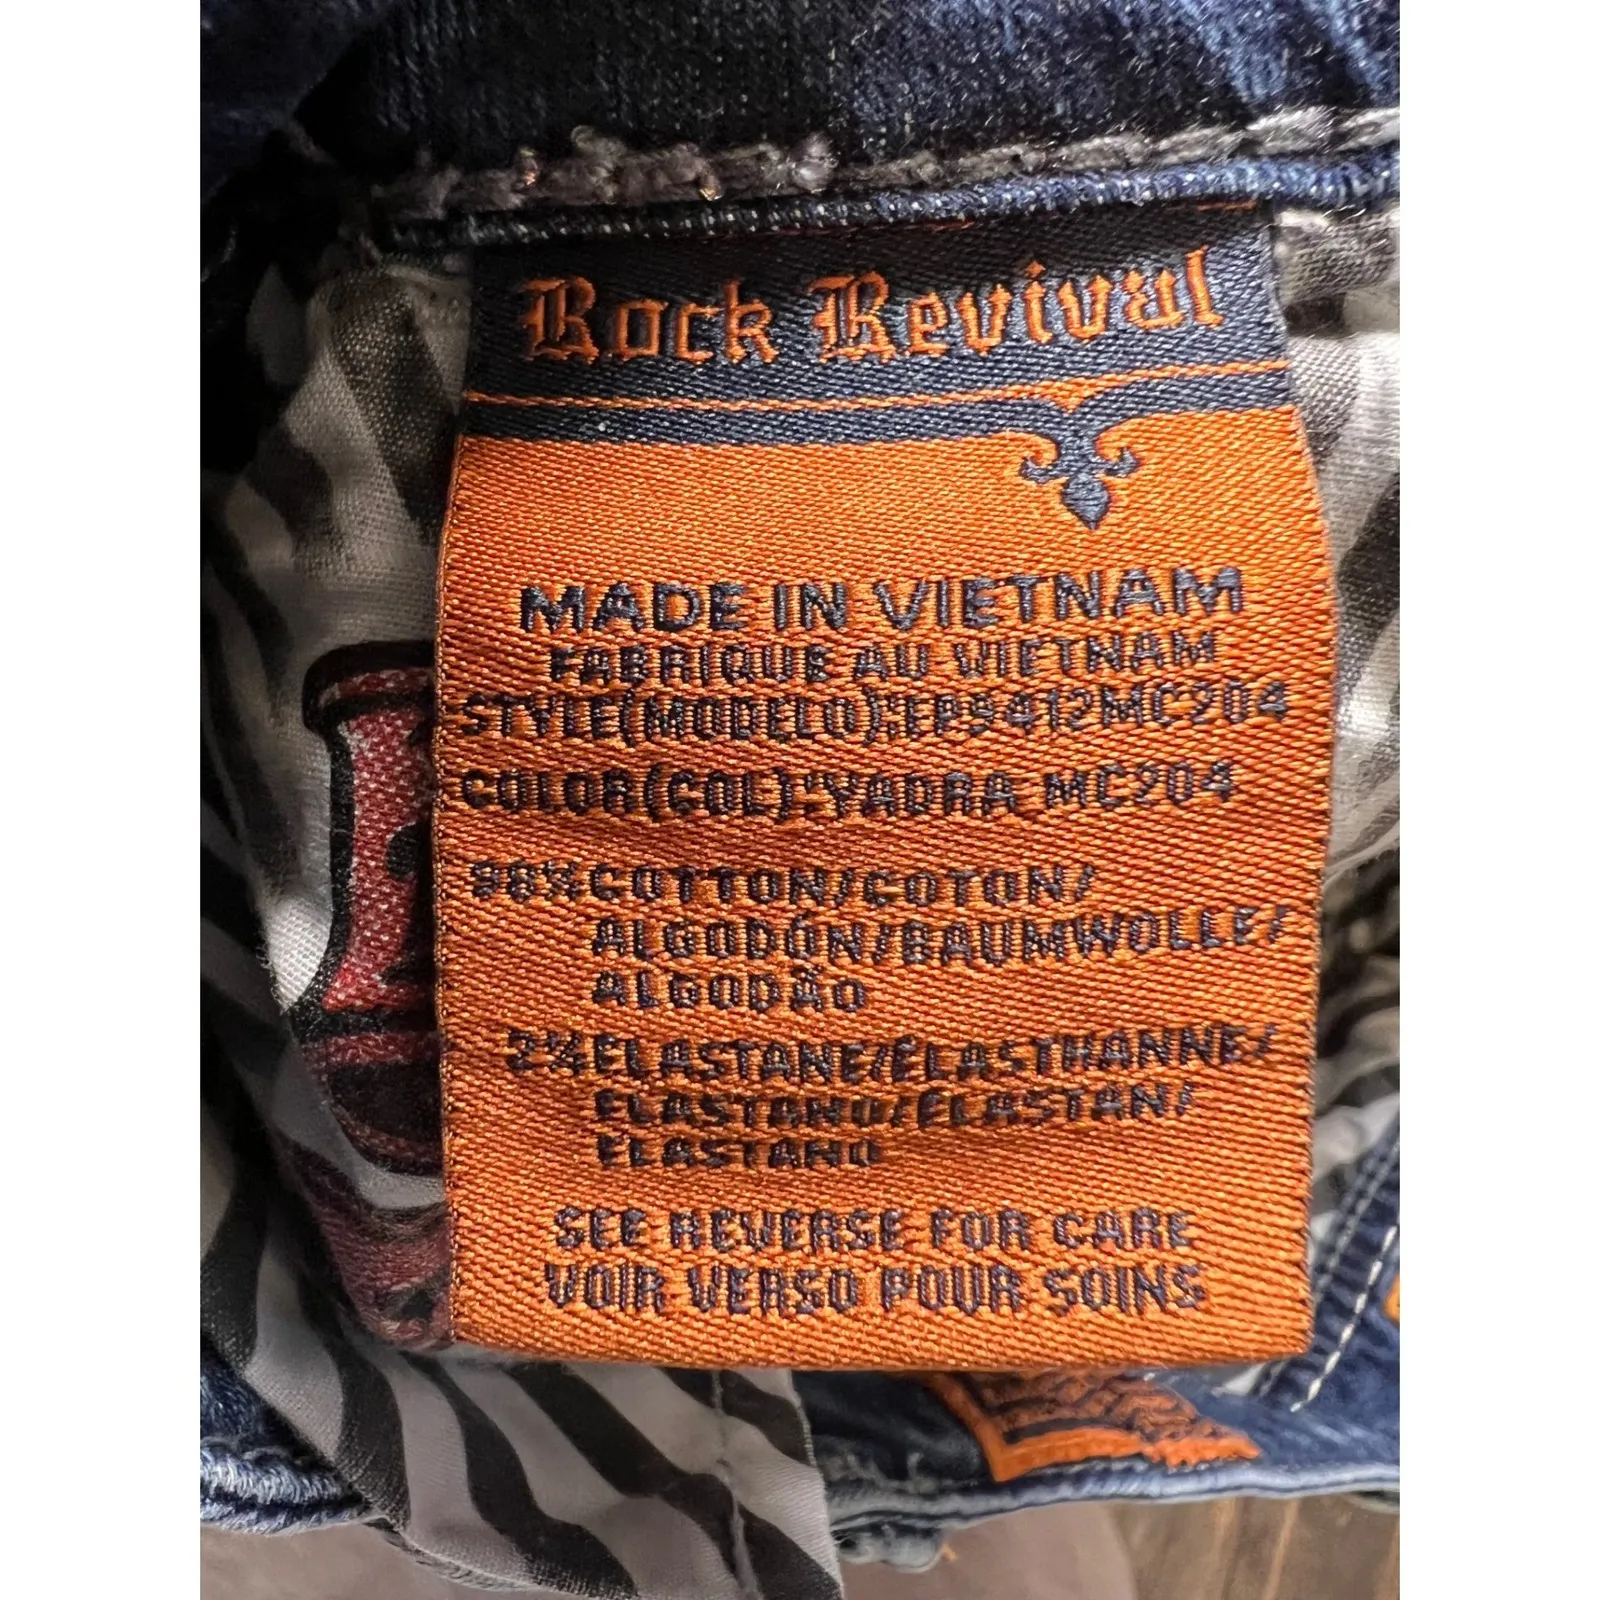 Rock Revival
MADE IN VIETNAM
FABRIQUE AU VIETNAM
STYLE(MODELO):EP9412MC204
COLOR(COL):YADRA MC204
98%COTTON/COTON/
ALGODÓN/BAUMWOLLE/
ALGODÃO
2%ELASTANE/ÉLASTHANNE/
ELASTANO/ELASTAN/
ELASTANO
SEE REVERSE FOR CARE
VOIR VERSO POUR SOINS